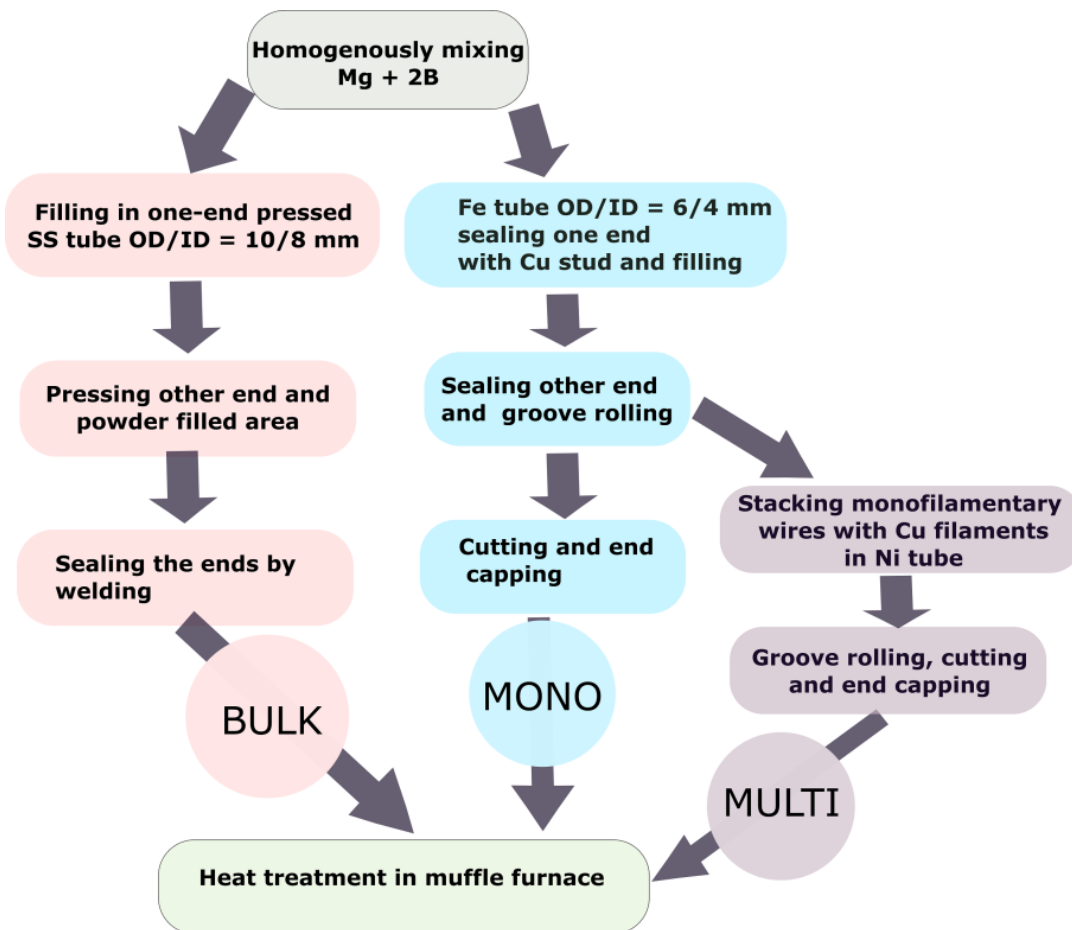 Homogenously mixing
Mg + 2B
Filling in one-end pressed
SS tube OD/ID = 10/8 mm
Fe tube OD/ID = 6/4 mm
sealing one end
with Cu stud and filling
Pressing other end and
powder filled area
Sealing other end
and groove rolling
Stacking monofilamentary
wires with Cu filaments
in Ni tube
Sealing the ends by
welding
Cutting and end
capping
Groove rolling, cutting
and end capping
BULK
MONO
MULTI
Heat treatment in muffle furnace